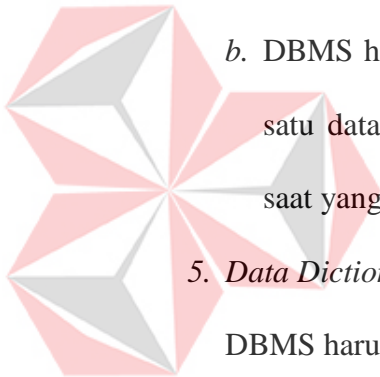 b. DBMS h
satu data
saat yang
5. Data Diction
DBMS haru